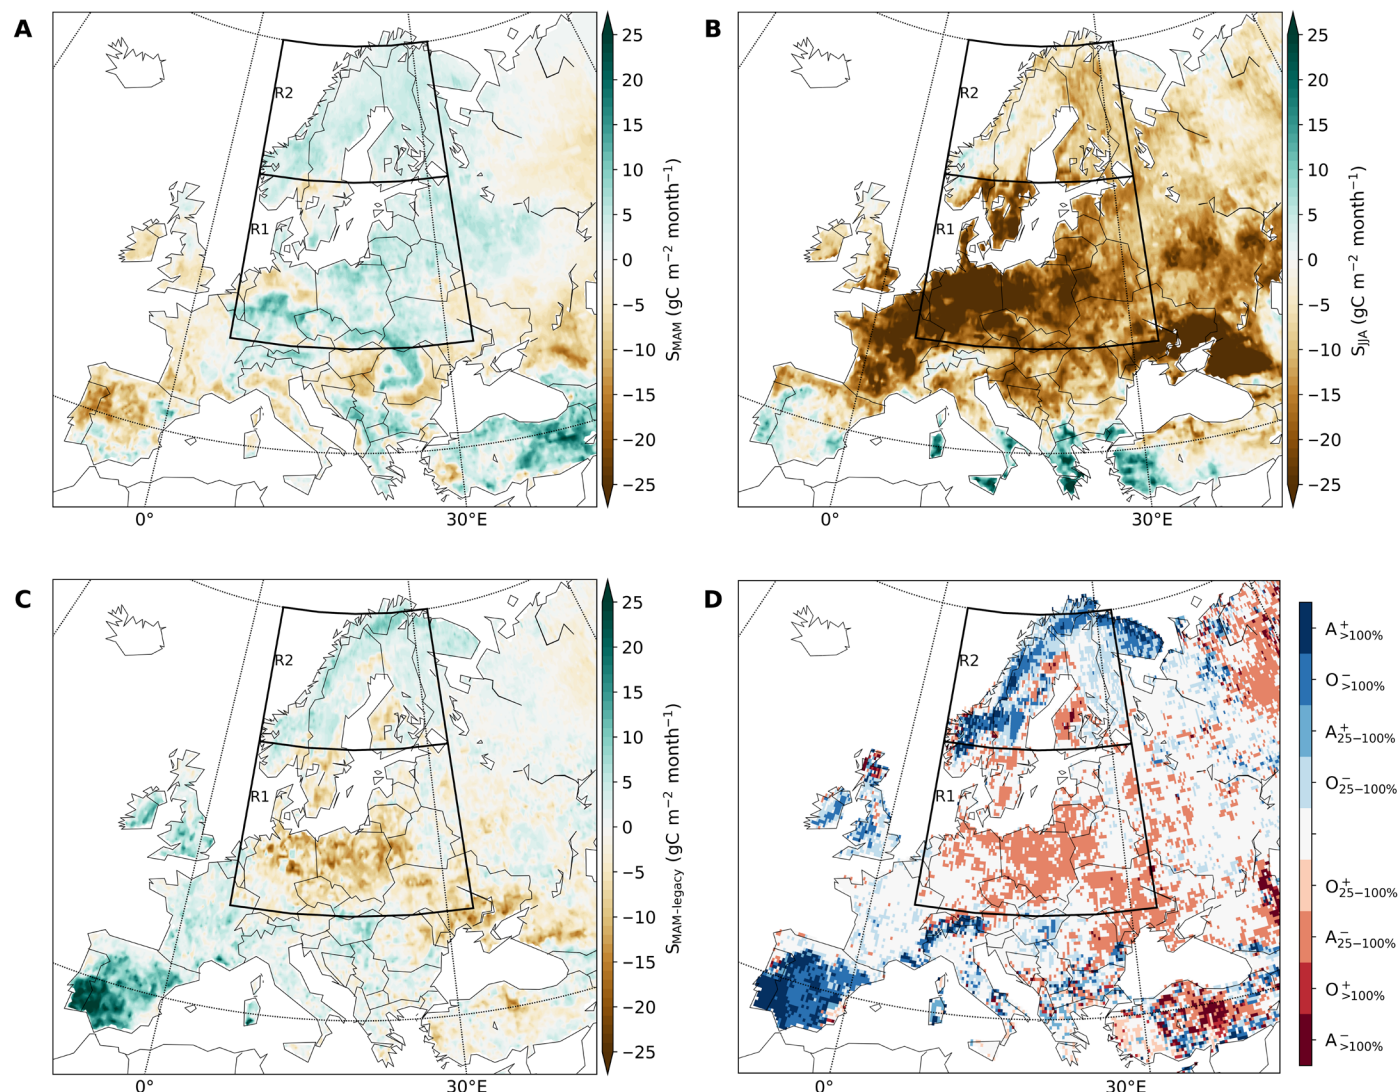 A
R2
R1
0°
30°E
25
20
15
10
5
0
−5
−10
−15
−20
−25
S_MAM (gC m⁻² month⁻¹)
B
R2
R1
0°
30°E
25
20
15
10
5
0
−5
−10
−15
−20
−25
S_JJA (gC m⁻² month⁻¹)
C
R2
R1
0°
30°E
25
20
15
10
5
0
−5
−10
−15
−20
−25
S_MAM-legacy (gC m⁻² month⁻¹)
D
R2
R1
0°
30°E
A⁺>100%
O⁻>100%
A⁺25−100%
O⁻25−100%
O⁺25−100%
A⁻25−100%
O⁺>100%
A⁻>100%